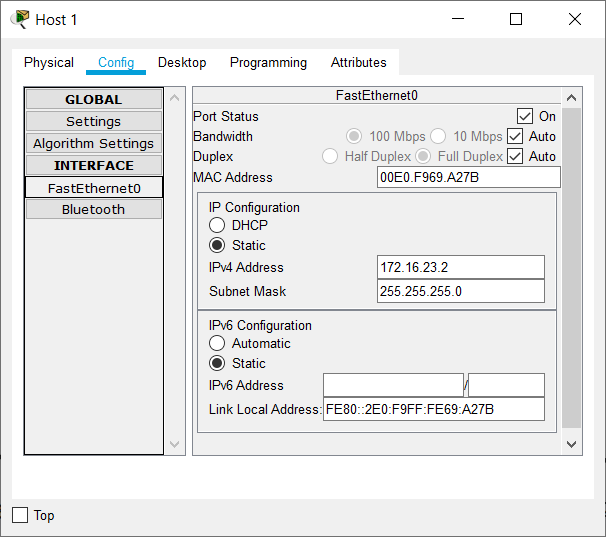 Host 1
Physical Config Desktop Programming Attributes
GLOBAL
Settings
Algorithm Settings
INTERFACE
FastEthernet0
Bluetooth
FastEthernet0
Port Status On
Bandwidth 100 Mbps 10 Mbps Auto
Duplex Half Duplex Full Duplex Auto
MAC Address 00E0.F969.A27B
IP Configuration
DHCP
Static
IPv4 Address 172.16.23.2
Subnet Mask 255.255.255.0
IPv6 Configuration
Automatic
Static
IPv6 Address /
Link Local Address: FE80::2E0:F9FF:FE69:A27B
Top